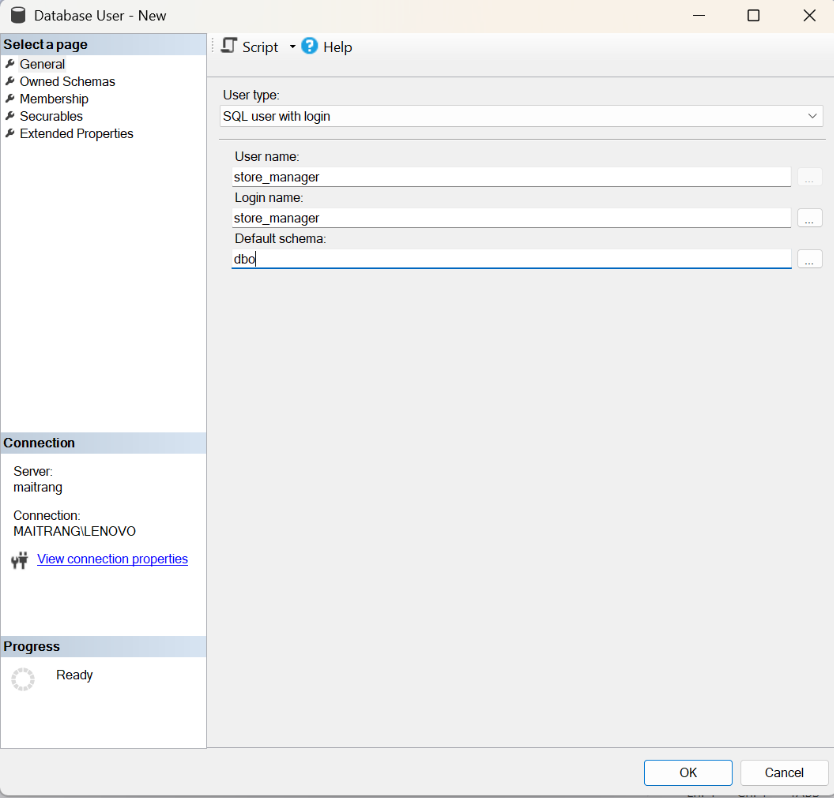 Database User - New
Select a page
General
Owned Schemas
Membership
Securables
Extended Properties
Script
Help
User type:
SQL user with login
User name:
store_manager
...
Login name:
store_manager
...
Default schema:
dbo
...
Connection
Server:
maitrang
Connection:
MAITRANG\LENOVO
View connection properties
Progress
Ready
OK
Cancel